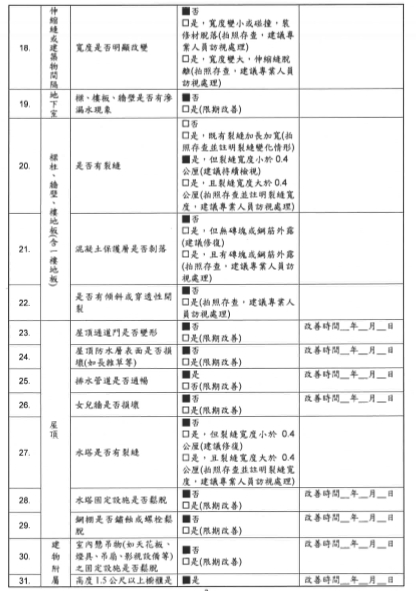 18.
伸縮縫或建築物間隔
寬度是否明顯改變
■否
□是，寬度變小或碰撞，裝
修材脫落(拍照存查，建議專
業人員訪視處理)
□是，寬度變大，伸縮縫脫
離(拍照存查，建議專業人員
訪視處理)
19.
地下室
樑、樓板、牆壁是否有滲
漏水現象
■否
□是(限期改善)
樑柱、牆壁、樓地板(含一樓地板)
20.
是否有裂縫
□否
□是，既有裂縫加長加寬(拍
照存查並註明裂縫變化情形)
■是，但裂縫寬度小於 0.4
公厘(建議持續檢視)
□是，且裂縫寬度大於 0.4
公厘(拍照存查並註明裂縫寬
度，建議專業人員訪視處理)
21.
混凝土保護層是否剝落
■否
□是，但無磚塊或鋼筋外露
(建議修復)
□是，且有磚塊或鋼筋外露
(拍照存查，建議專業人員訪
視處理)
22.
是否有傾斜或穿透性開
裂
■否
□是(拍照存查，建議專業人
員訪視處理)
屋頂
23.
屋頂通道門是否變形
■否
□是(限期改善)
改善時間__年__月__日
24.
屋頂防水層表面是否損
壞(如長雜草等)
■否
□是(限期改善)
改善時間__年__月__日
25.
排水管道是否通暢
■是
□否(限期改善)
改善時間__年__月__日
26.
女兒牆是否損壞
■否
□是(限期改善)
改善時間__年__月__日
27.
水塔是否有裂縫
■否
□是，但裂縫寬度小於 0.4
公厘(建議持續檢視)
□是，且裂縫寬度大於 0.4
公厘(拍照存查並註明裂縫寬
度，建議專業人員訪視處理)
28.
水塔固定設施是否鬆脫
■否
□是(限期改善)
改善時間__年__月__日
29.
鋼棚是否鏽蝕或螺栓鬆
脫
■否
□是(限期改善)
改善時間__年__月__日
建物附屬
30.
室內懸吊物(如天花板、
燈具、吊扇、影視設備等)
之固定設施是否鬆脫
■否
□是(限期改善)
改善時間__年__月__日
31.
高度 1.5 公尺以上櫥櫃是
■是
改善時間__年__月__日